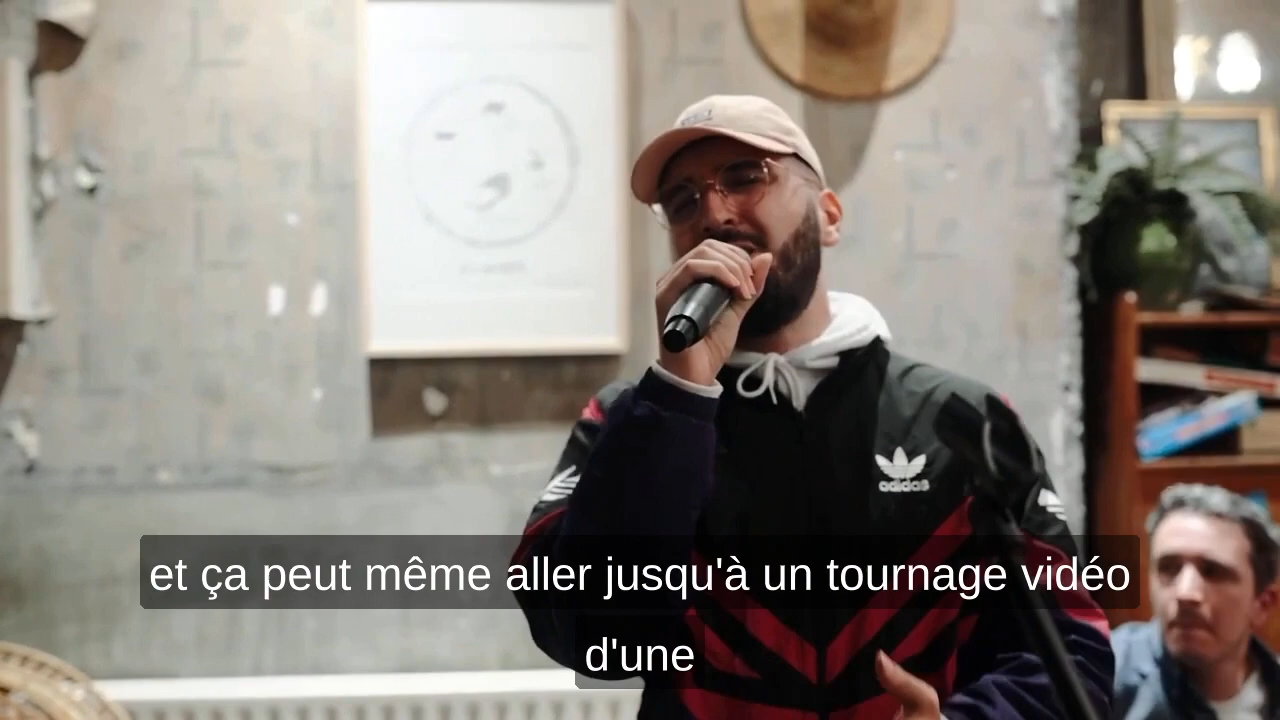 adidas
et ça peut même aller jusqu'à un tournage vidéo
d'une